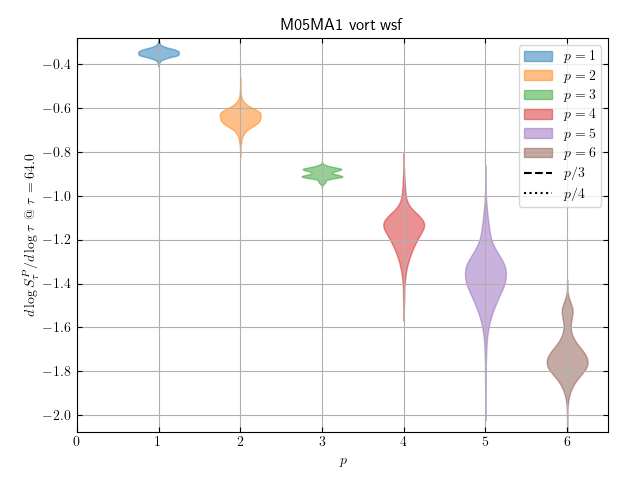 M05MA1 vort wsf
d log S_τ^P / d log τ @ τ = 64.0
−0.4
−0.6
−0.8
−1.0
−1.2
−1.4
−1.6
−1.8
−2.0
p = 1
p = 2
p = 3
p = 4
p = 5
p = 6
p/3
p/4
0
1
2
3
4
5
6
p